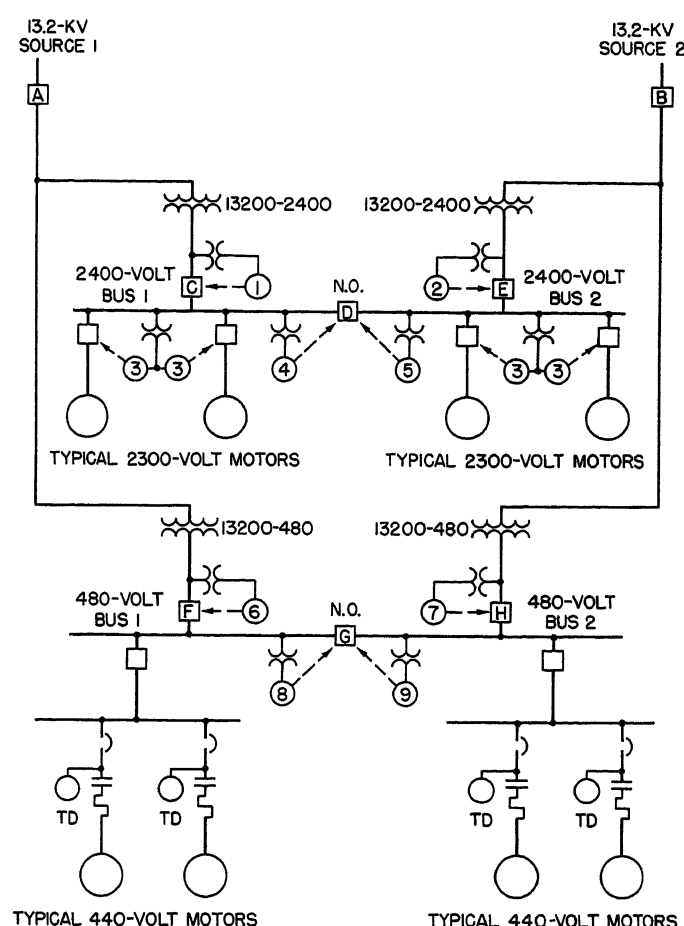 13.2-KV
SOURCE 1
13.2-KV
SOURCE 2
A
B
13200-2400
13200-2400
2400-VOLT
BUS 1
C
1
N.O.
D
2
E
2400-VOLT
BUS 2
3
3
4
5
3
3
TYPICAL 2300-VOLT MOTORS
TYPICAL 2300-VOLT MOTORS
13200-480
13200-480
480-VOLT
BUS 1
F
6
N.O.
G
7
H
480-VOLT
BUS 2
8
9
TD
TD
TD
TD
TYPICAL 440-VOLT MOTORS
TYPICAL 440-VOLT MOTORS